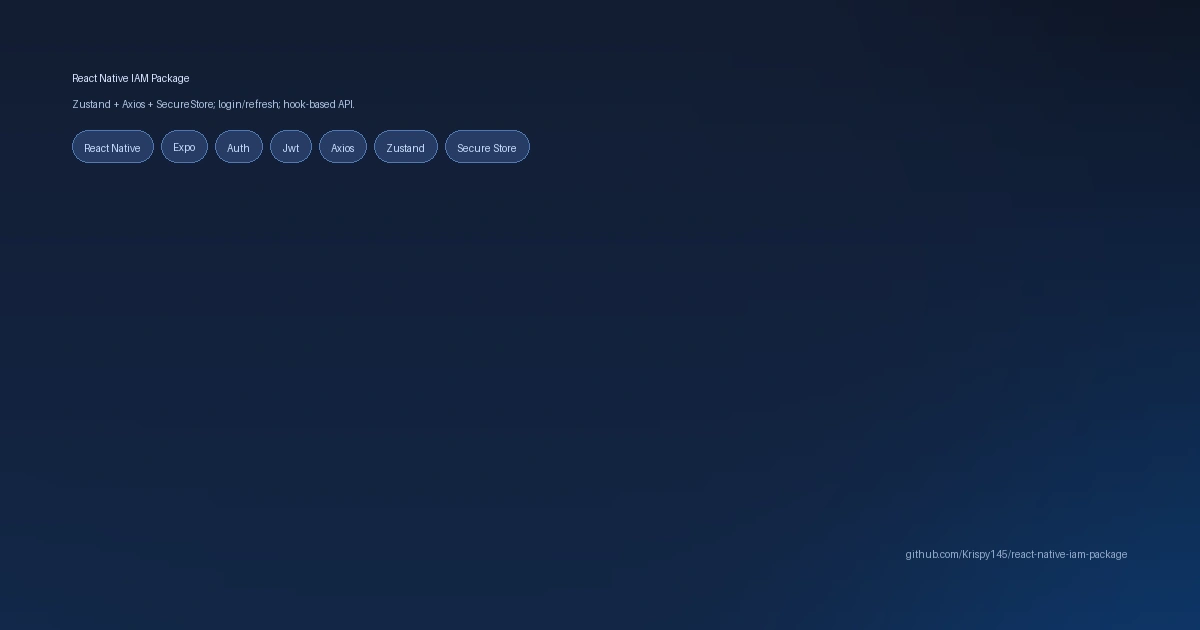 React Native IAM Package
Zustand + Axios + SecureStore; login/refresh; hook-based API.
React Native Expo Auth Jwt Axios Zustand Secure Store
github.com/Krispy145/react-native-iam-package